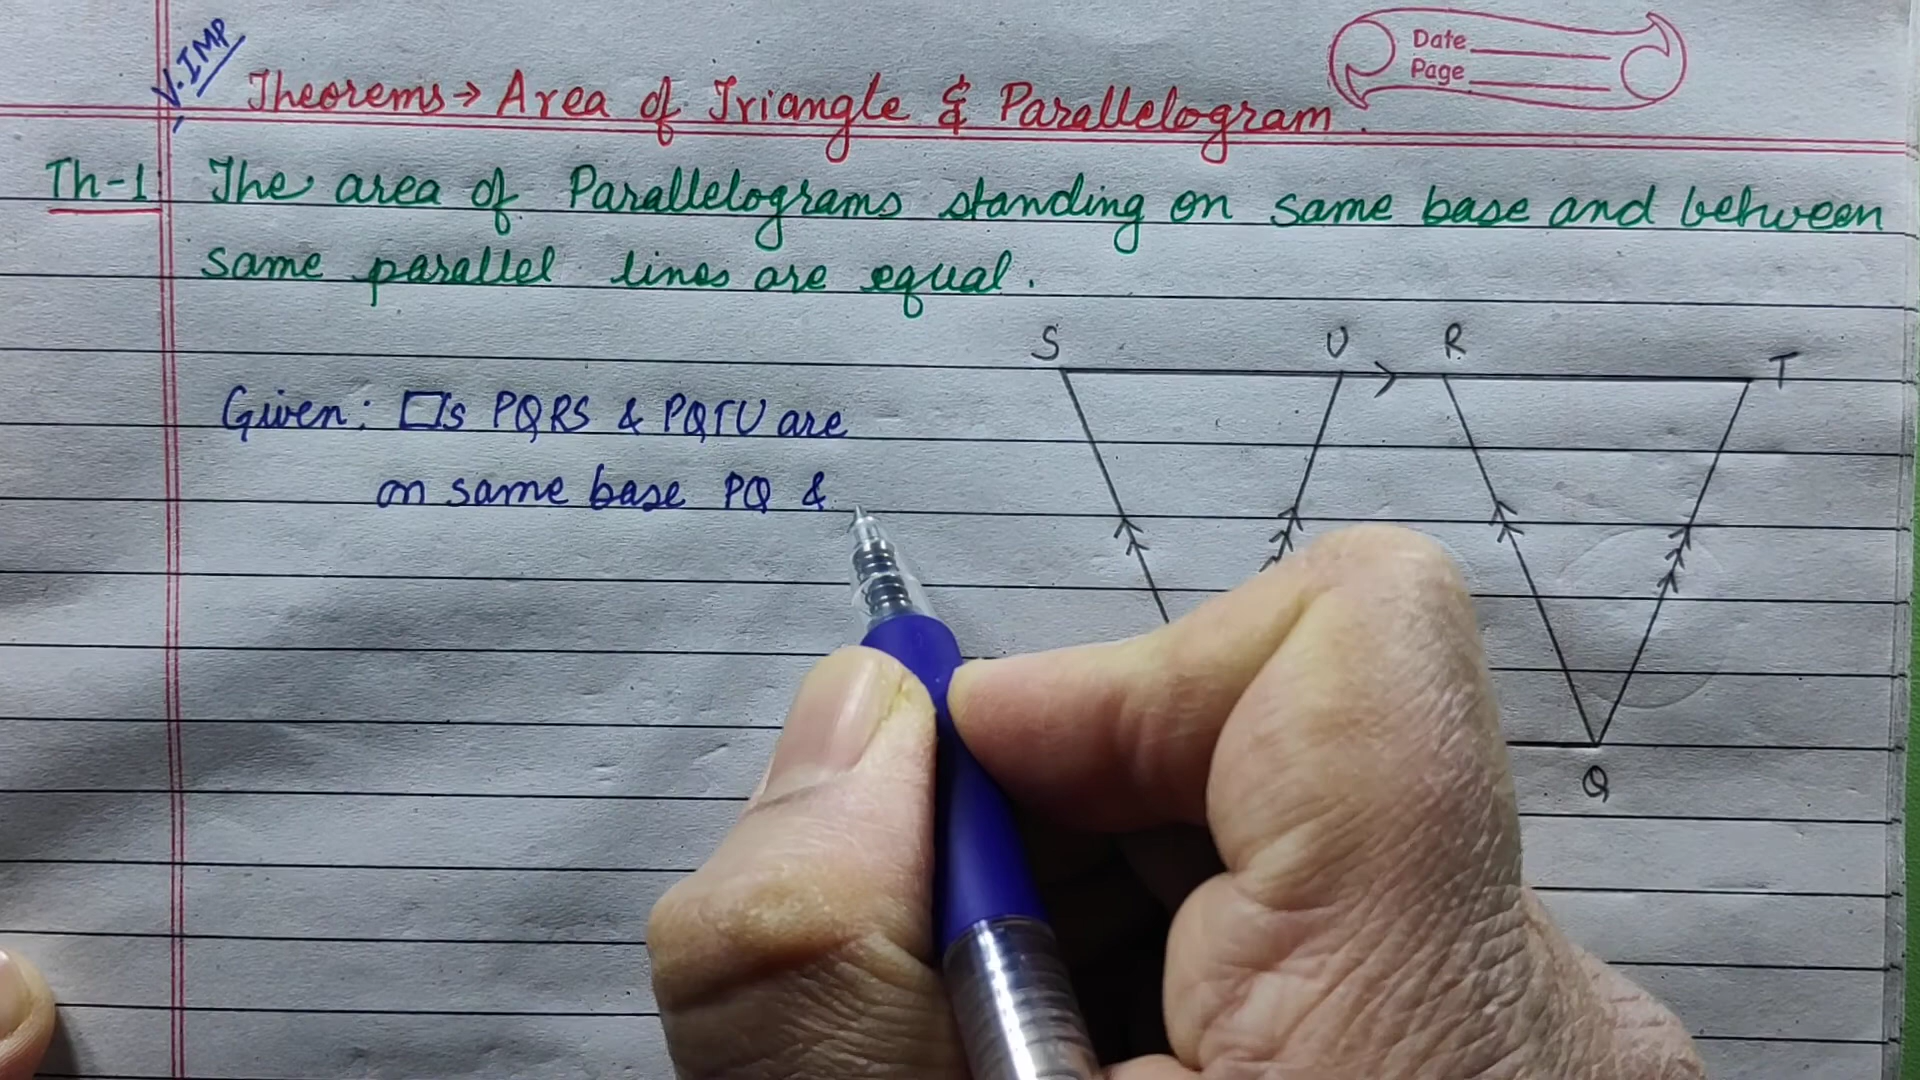 V. IMP
Date
Page
Theorems → Area of Triangle & Parallelogram.
Th-1 The area of Parallelograms standing on same base and between
same parallel lines are equal.
S U R T
Given: ▱s PQRS & PQTU are
on same base PQ &
Q